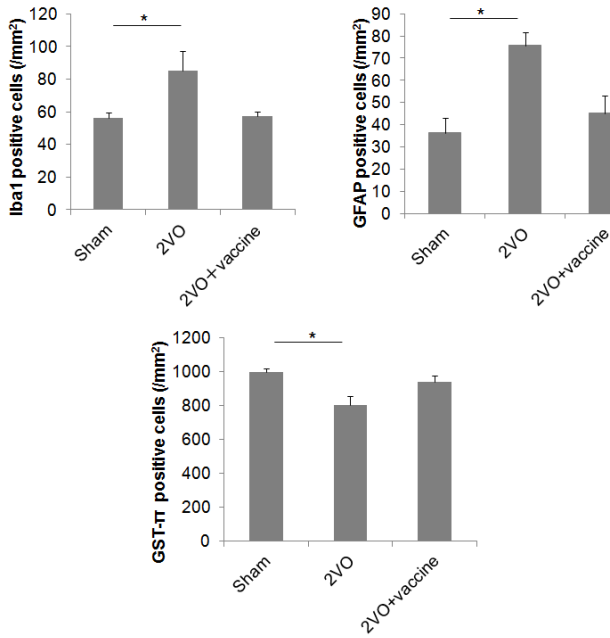 Iba1 positive cells (/mm²)
120
100
80
60
40
20
0
*
Sham
2VO
2VO+vaccine
GFAP positive cells (/mm²)
90
80
70
60
50
40
30
20
10
0
*
Sham
2VO
2VO+vaccine
GST-π positive cells (/mm²)
1200
1000
800
600
400
200
0
*
Sham
2VO
2VO+vaccine